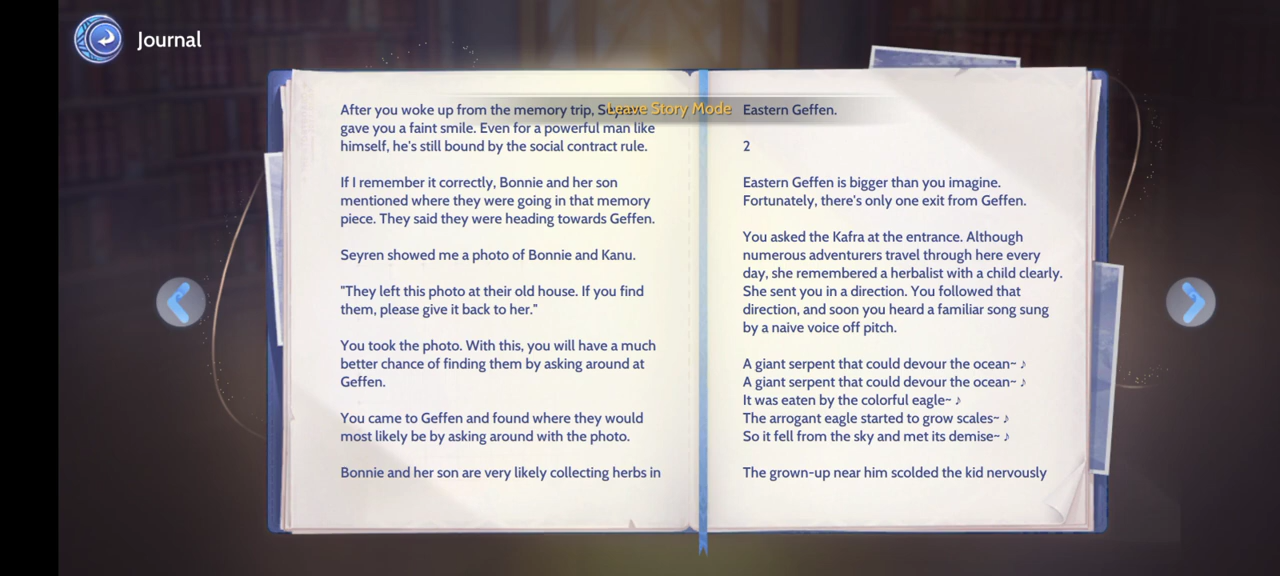 Journal
Leave Story Mode
After you woke up from the memory trip,
gave you a faint smile. Even for a powerful man like
himself, he's still bound by the social contract rule.
If I remember it correctly, Bonnie and her son
mentioned where they were going in that memory
piece. They said they were heading towards Geffen.
Seyren showed me a photo of Bonnie and Kanu.
"They left this photo at their old house. If you find
them, please give it back to her."
You took the photo. With this, you will have a much
better chance of finding them by asking around at
Geffen.
You came to Geffen and found where they would
most likely be by asking around with the photo.
Bonnie and her son are very likely collecting herbs in
Eastern Geffen.
2
Eastern Geffen is bigger than you imagine.
Fortunately, there's only one exit from Geffen.
You asked the Kafra at the entrance. Although
numerous adventurers travel through here every
day, she remembered a herbalist with a child clearly.
She sent you in a direction. You followed that
direction, and soon you heard a familiar song sung
by a naive voice off pitch.
A giant serpent that could devour the ocean~ ♪
A giant serpent that could devour the ocean~ ♪
It was eaten by the colorful eagle~ ♪
The arrogant eagle started to grow scales~ ♪
So it fell from the sky and met its demise~ ♪
The grown-up near him scolded the kid nervously